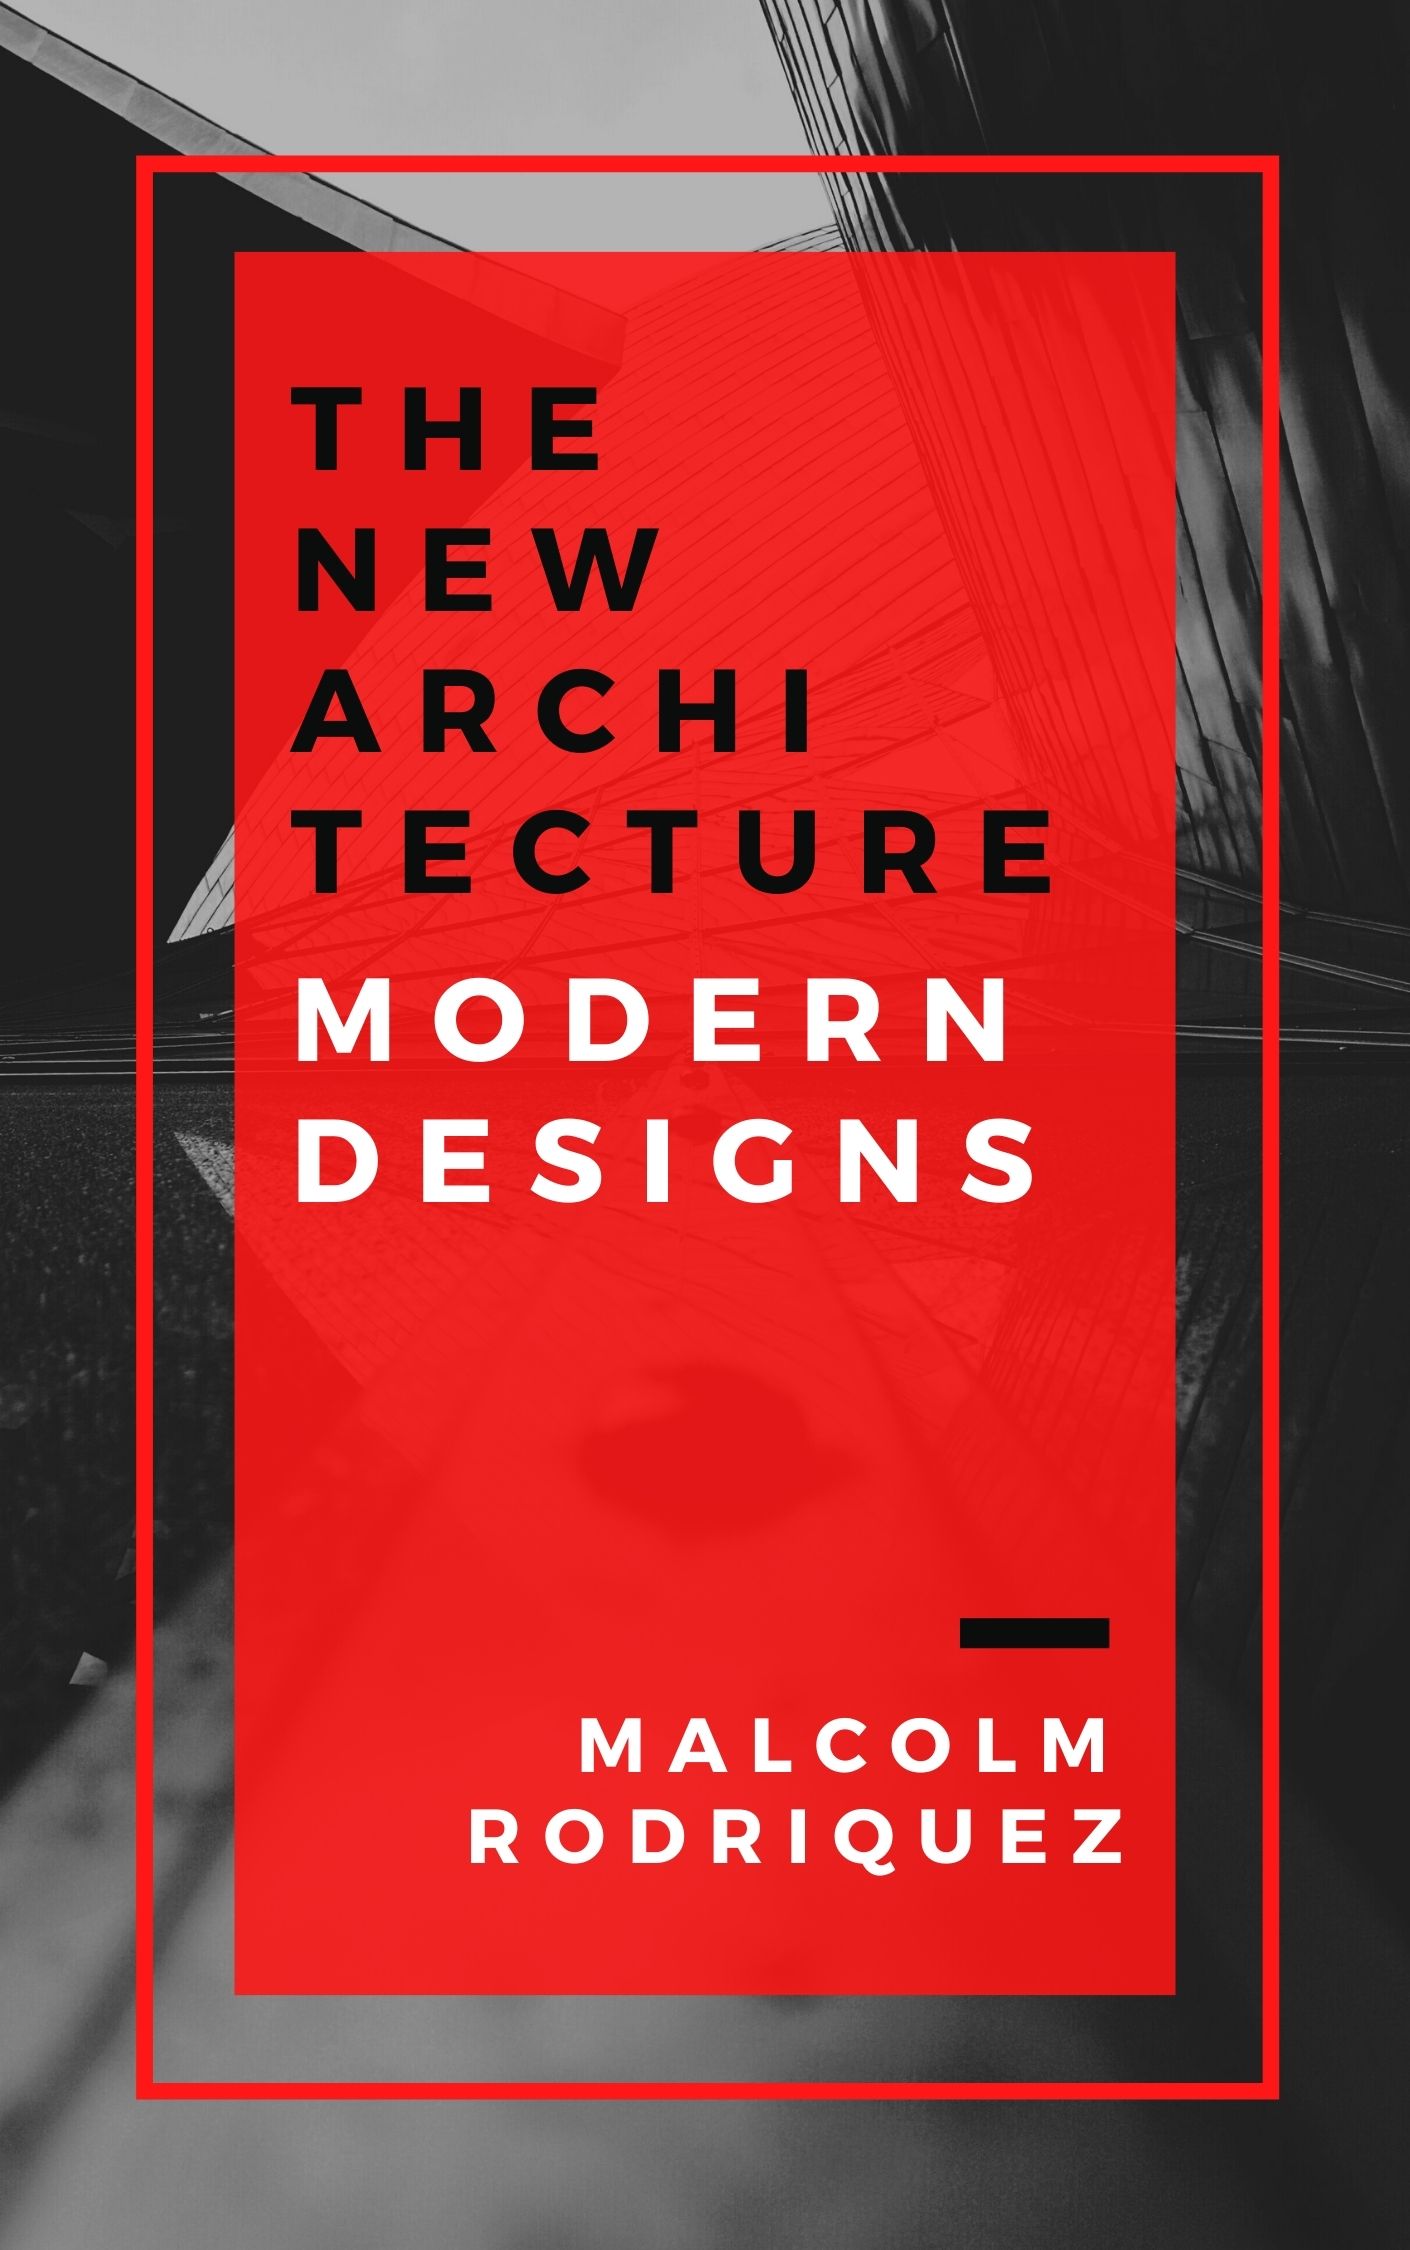 THE
NEW
ARCHI
TECTURE
MODERN
DESIGNS
MALCOLM
RODRIQUEZ